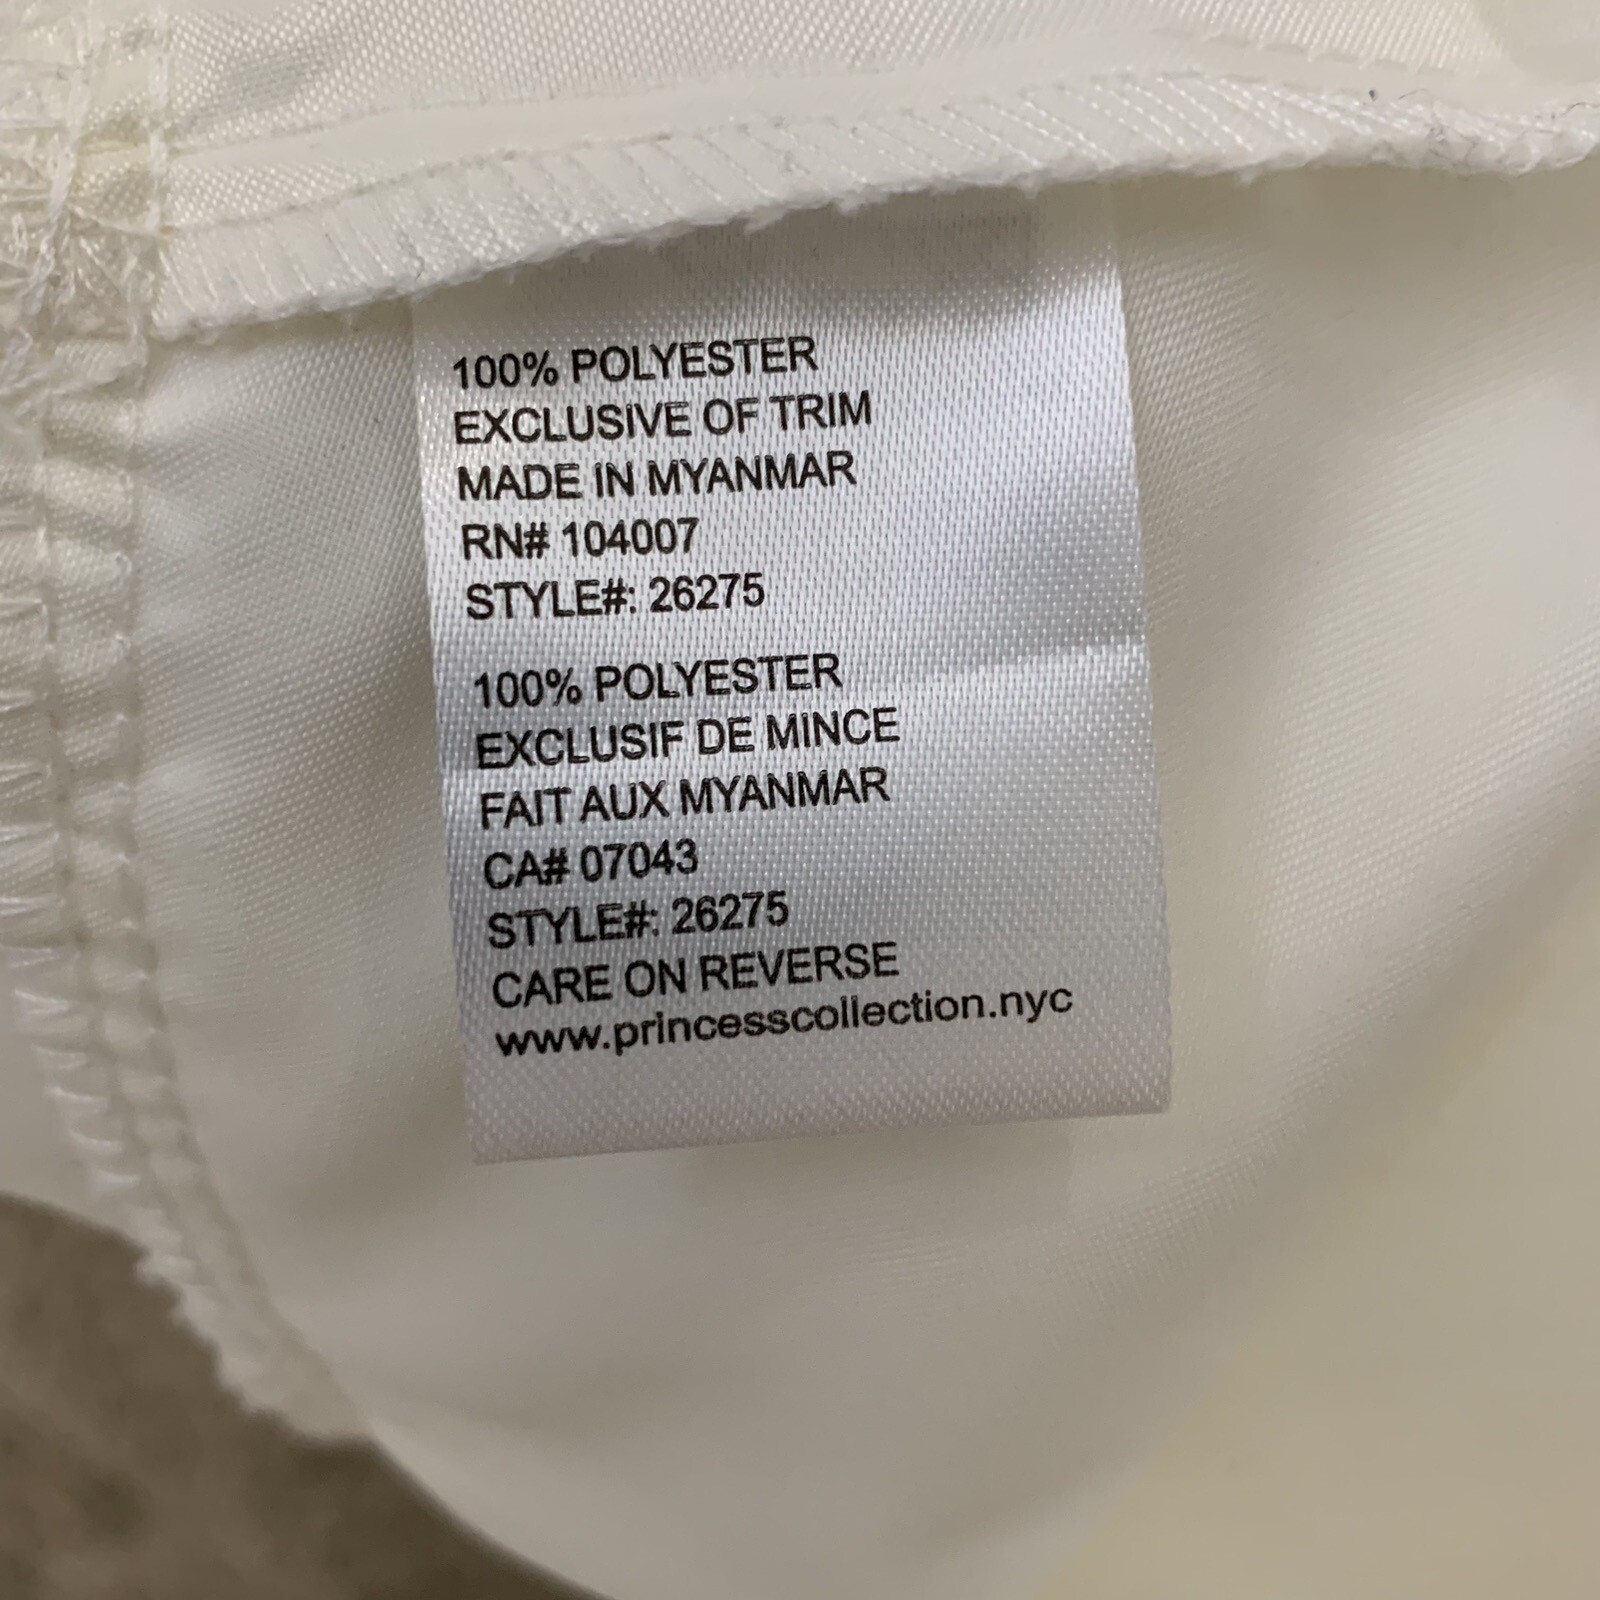 100% POLYESTER
EXCLUSIVE OF TRIM
MADE IN MYANMAR
RN# 104007
STYLE#: 26275
100% POLYESTER
EXCLUSIF DE MINCE
FAIT AUX MYANMAR
CA# 07043
STYLE#: 26275
CARE ON REVERSE
www.princesscollection.nyc